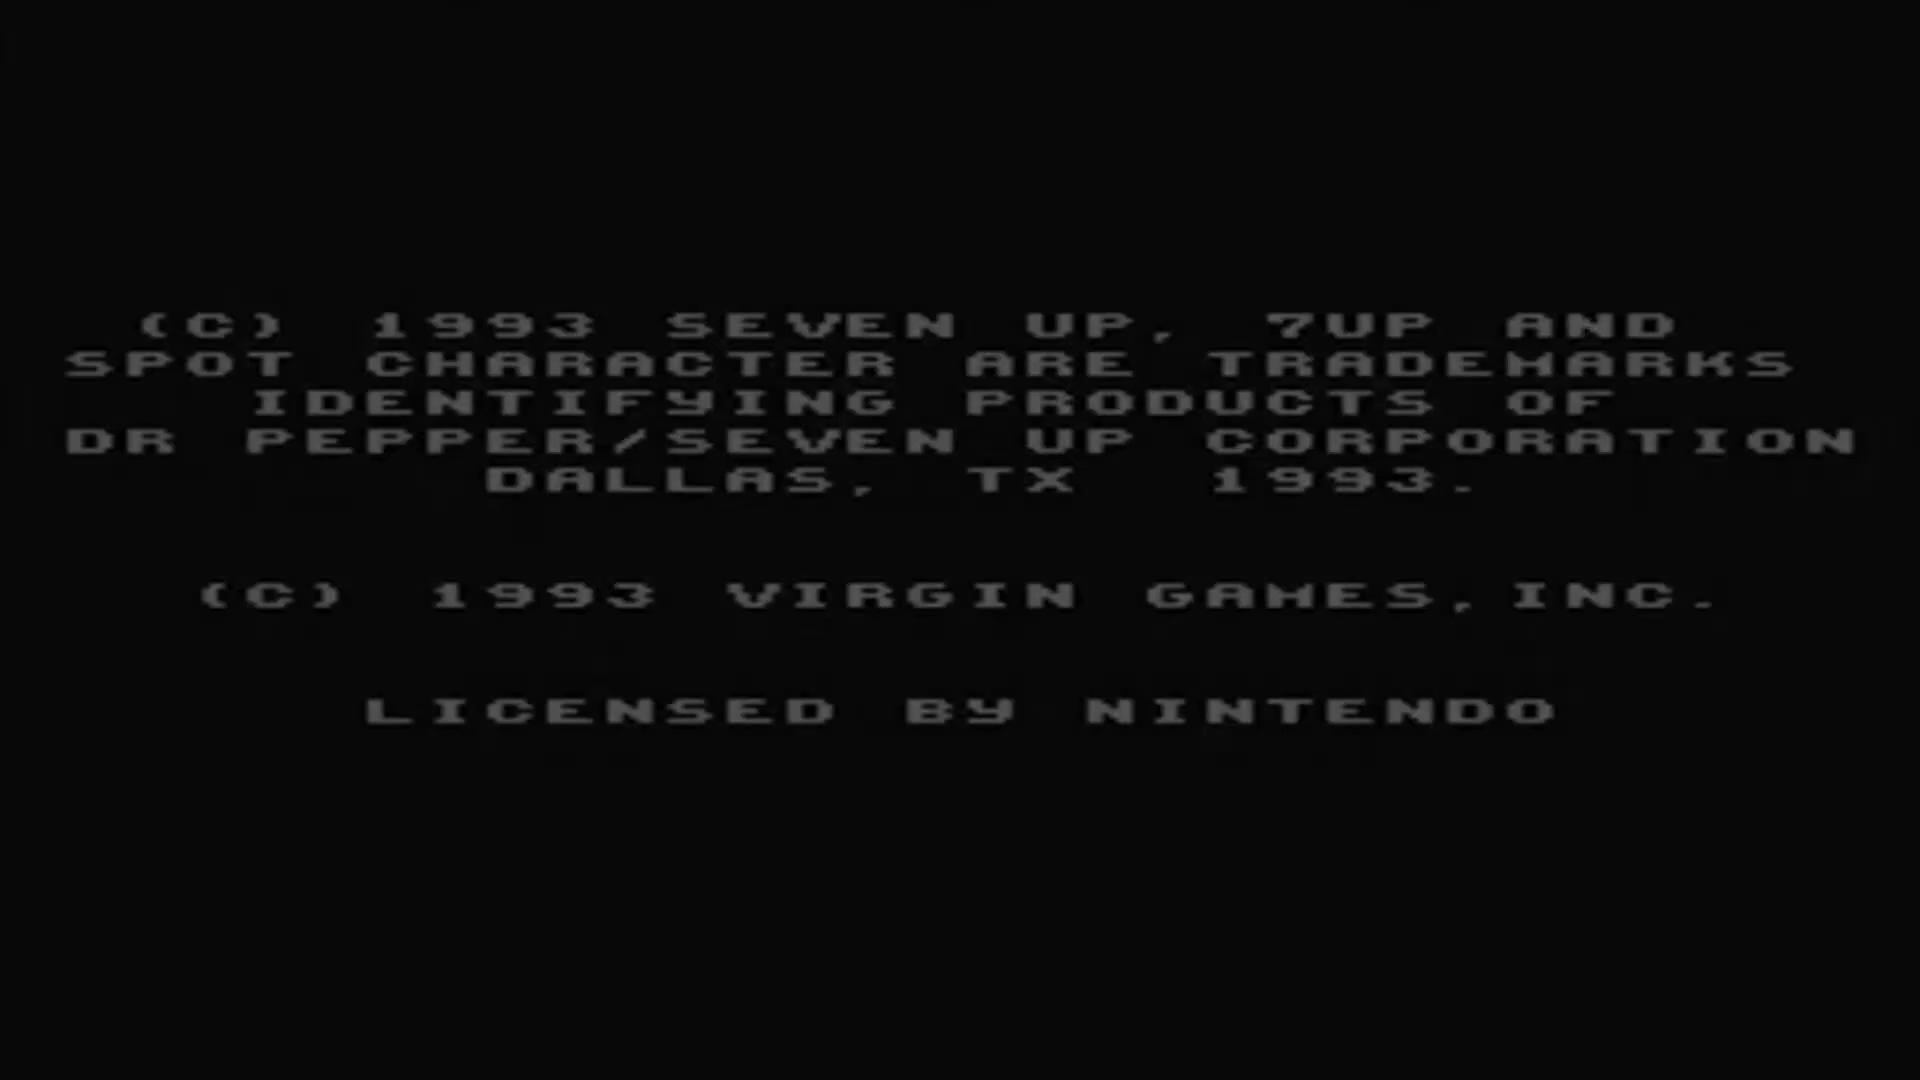 (C) 1993 SEVEN UP, 7UP AND
SPOT CHARACTER ARE TRADEMARKS
IDENTIFYING PRODUCTS OF
DR PEPPER/SEVEN UP CORPORATION
DALLAS, TX 1993.
(C) 1993 VIRGIN GAMES,INC.
LICENSED BY NINTENDO